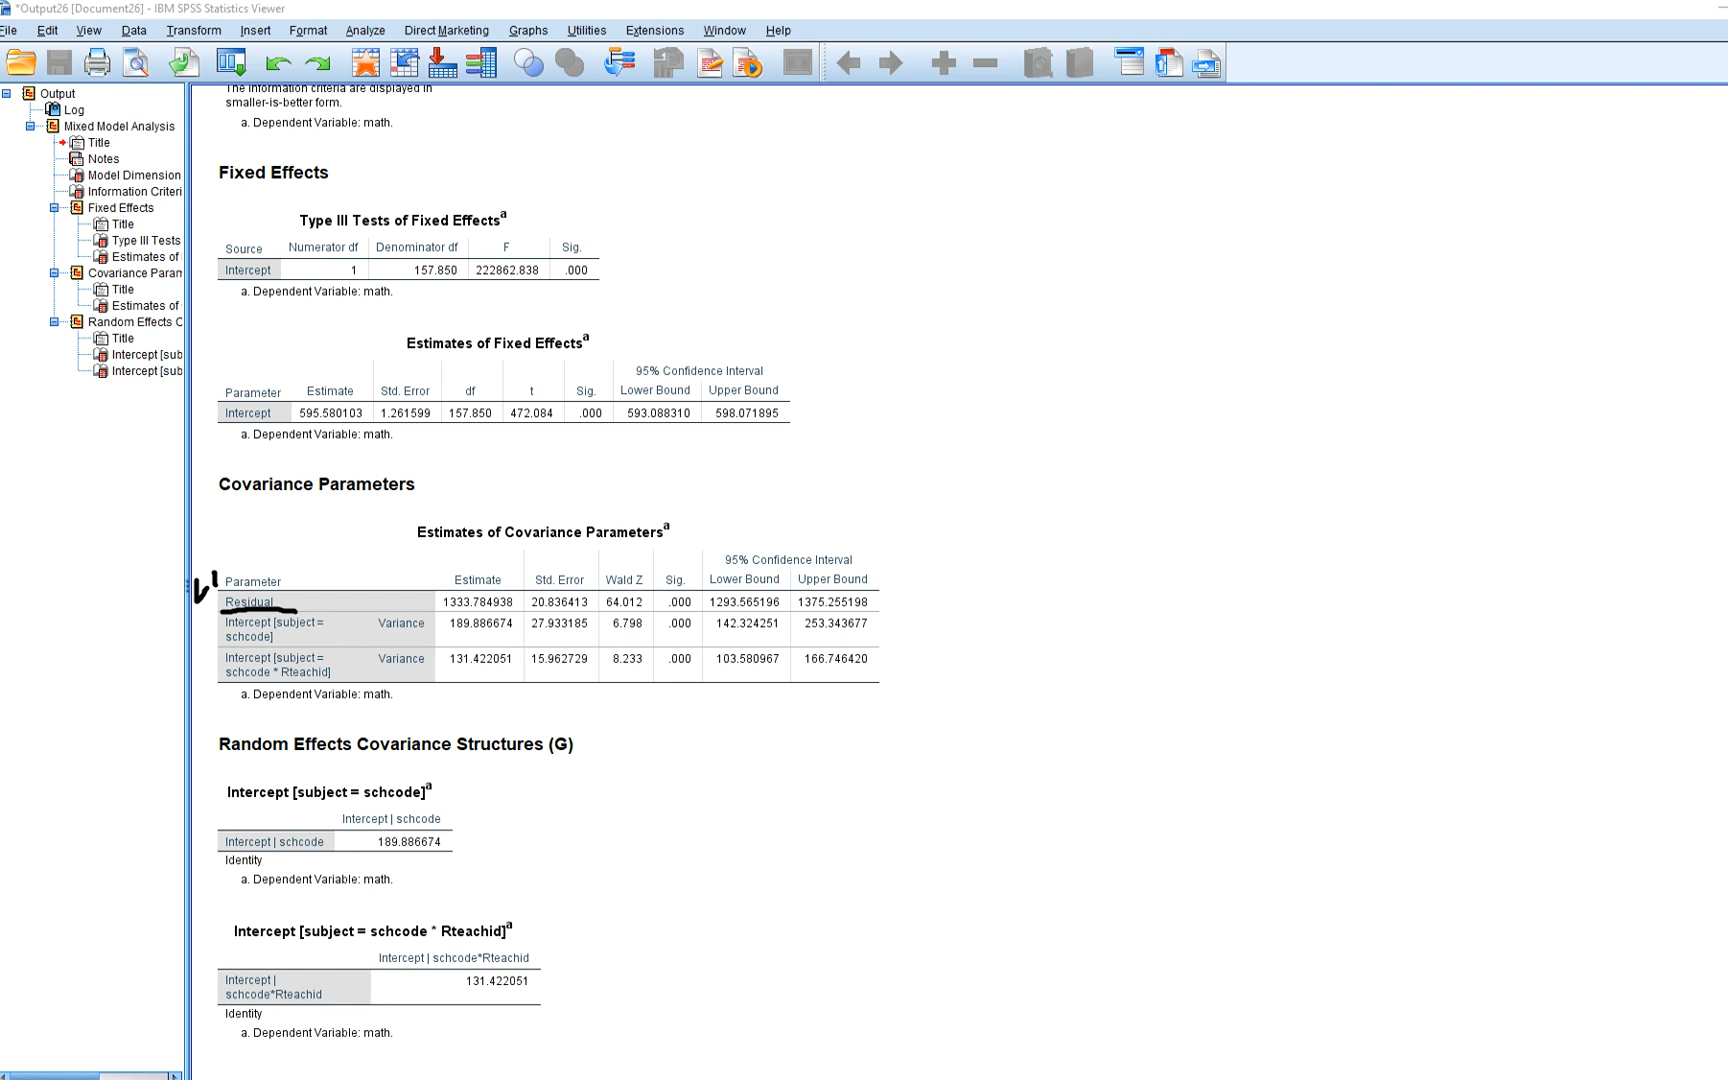 *Output26 [Document26] - IBM SPSS Statistics Viewer
File Edit View Data Transform Insert Format Analyze Direct Marketing Graphs Utilities Extensions Window Help
Output
Log
Mixed Model Analysis
Title
Notes
Model Dimension
Information Criteri
Fixed Effects
Title
Type III Tests
Estimates of
Covariance Param
Title
Estimates of
Random Effects C
Title
Intercept [sub
Intercept [sub
The information criteria are displayed in
smaller-is-better form.
a. Dependent Variable: math.
Fixed Effects
Type III Tests of Fixed Effectsa
Source Numerator df Denominator df F Sig.
Intercept 1 157.850 222862.838 .000
a. Dependent Variable: math.
Estimates of Fixed Effectsa
95% Confidence Interval
Parameter Estimate Std. Error df t Sig. Lower Bound Upper Bound
Intercept 595.580103 1.261599 157.850 472.084 .000 593.088310 598.071895
a. Dependent Variable: math.
Covariance Parameters
Estimates of Covariance Parametersa
95% Confidence Interval
Parameter Estimate Std. Error Wald Z Sig. Lower Bound Upper Bound
Residual 1333.784938 20.836413 64.012 .000 1293.565196 1375.255198
Intercept [subject = Variance 189.886674 27.933185 6.798 .000 142.324251 253.343677
schcode]
Intercept [subject = Variance 131.422051 15.962729 8.233 .000 103.580967 166.746420
schcode * Rteachid]
a. Dependent Variable: math.
Random Effects Covariance Structures (G)
Intercept [subject = schcode]a
Intercept | schcode
Intercept | schcode 189.886674
Identity
a. Dependent Variable: math.
Intercept [subject = schcode * Rteachid]a
Intercept | schcode*Rteachid
Intercept | 131.422051
schcode*Rteachid
Identity
a. Dependent Variable: math.